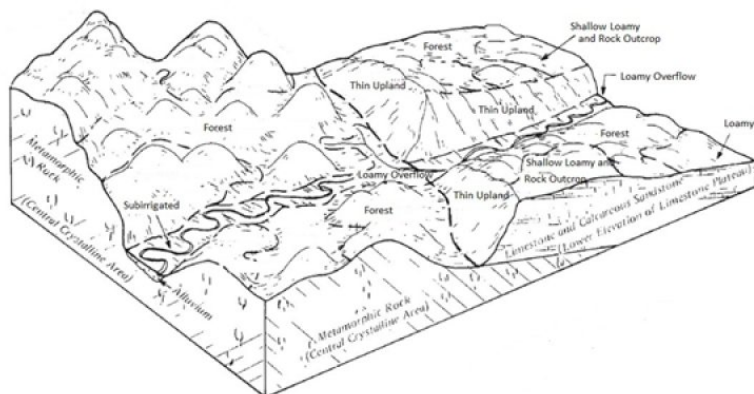 Shallow Loamy
and Rock Outcrop
Forest
Loamy Overflow
Thin Upland
Thin Upland
Loamy
Forest
Forest
Shallow Loamy and
Rock Outcrop
Loamy Overflow
Thin Upland
Subirrigated
Forest
Metamorphic
Rock
(Central Crystalline Area)
Alluvium
Metamorphic Rock
(Central Crystalline Area)
Limestone and Calcareous Sandstone
(Lower Elevation of Limestone Plateau)